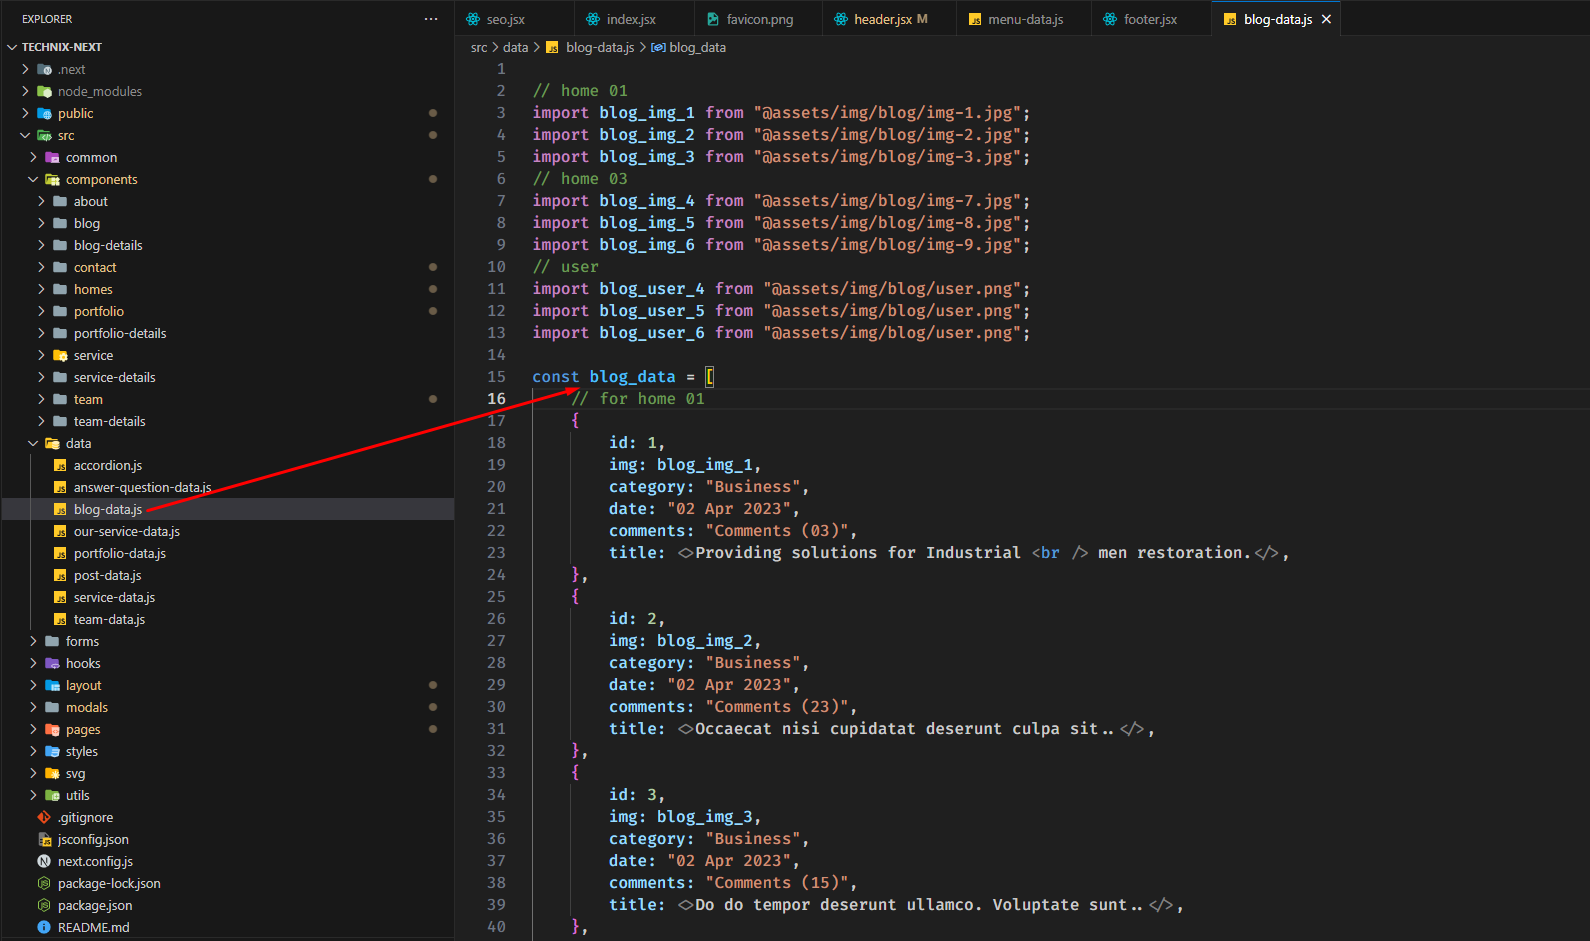 EXPLORER
TECHNIX-NEXT
.next
node_modules
public
src
common
components
about
blog
blog-details
contact
homes
portfolio
portfolio-details
service
service-details
team
team-details
data
accordion.js
answer-question-data.js
blog-data.js
our-service-data.js
portfolio-data.js
post-data.js
service-data.js
team-data.js
forms
hooks
layout
modals
pages
styles
svg
utils
.gitignore
jsconfig.json
next.config.js
package-lock.json
package.json
README.md
seo.jsx index.jsx favicon.png header.jsx M menu-data.js footer.jsx blog-data.js
src > data > JS blog-data.js > blog_data
1
2 // home 01
3 import blog_img_1 from "@assets/img/blog/img-1.jpg";
4 import blog_img_2 from "@assets/img/blog/img-2.jpg";
5 import blog_img_3 from "@assets/img/blog/img-3.jpg";
6 // home 03
7 import blog_img_4 from "@assets/img/blog/img-7.jpg";
8 import blog_img_5 from "@assets/img/blog/img-8.jpg";
9 import blog_img_6 from "@assets/img/blog/img-9.jpg";
10 // user
11 import blog_user_4 from "@assets/img/blog/user.png";
12 import blog_user_5 from "@assets/img/blog/user.png";
13 import blog_user_6 from "@assets/img/blog/user.png";
14
15 const blog_data = [
16 // for home 01
17 {
18 id: 1,
19 img: blog_img_1,
20 category: "Business",
21 date: "02 Apr 2023",
22 comments: "Comments (03)",
23 title: <>Providing solutions for Industrial <br /> men restoration.</>,
24 },
25 {
26 id: 2,
27 img: blog_img_2,
28 category: "Business",
29 date: "02 Apr 2023",
30 comments: "Comments (23)",
31 title: <>Occaecat nisi cupidatat deserunt culpa sit..</>,
32 },
33 {
34 id: 3,
35 img: blog_img_3,
36 category: "Business",
37 date: "02 Apr 2023",
38 comments: "Comments (15)",
39 title: <>Do do tempor deserunt ullamco. Voluptate sunt..</>,
40 },